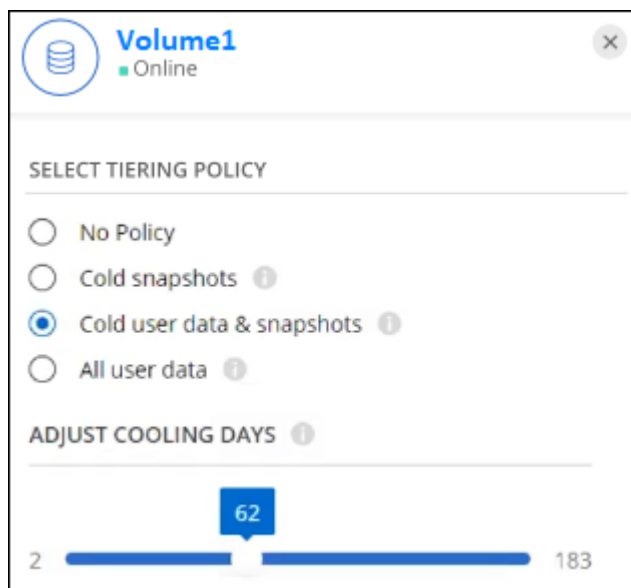 Volume1
Online
SELECT TIERING POLICY
No Policy
Cold snapshots
Cold user data & snapshots
All user data
ADJUST COOLING DAYS
62
2 183